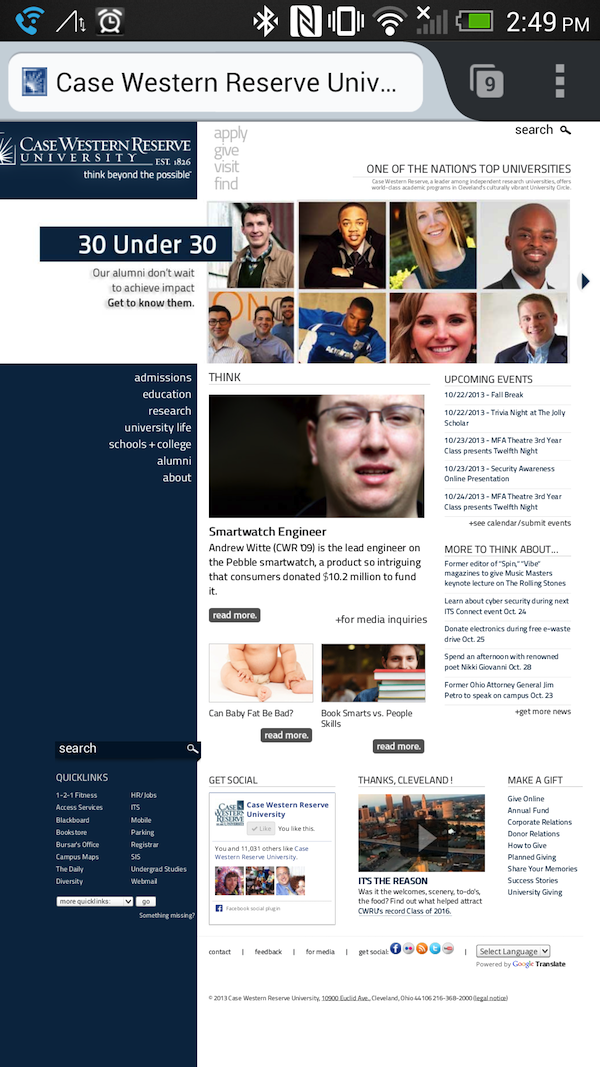 2:49 PM
Case Western Reserve Univ...
9
CASE WESTERN RESERVE
UNIVERSITY EST. 1826
think beyond the possible™
apply
give
visit
find
search
ONE OF THE NATION'S TOP UNIVERSITIES
Case Western Reserve, a leader among independent research universities, offers
world-class academic programs in Cleveland's culturally vibrant University Circle.
30 Under 30
Our alumni don't wait
to achieve impact
Get to know them.
admissions
education
research
university life
schools + college
alumni
about
THINK
Smartwatch Engineer
Andrew Witte (CWR '09) is the lead engineer on
the Pebble smartwatch, a product so intriguing
that consumers donated $10.2 million to fund
it.
read more.
+for media inquiries
Can Baby Fat Be Bad?
read more.
Book Smarts vs. People
Skills
read more.
UPCOMING EVENTS
10/22/2013 - Fall Break
10/22/2013 - Trivia Night at The Jolly
Scholar
10/23/2013 - MFA Theatre 3rd Year
Class presents Twelfth Night
10/23/2013 - Security Awareness
Online Presentation
10/24/2013 - MFA Theatre 3rd Year
Class presents Twelfth Night
+see calendar/submit events
MORE TO THINK ABOUT...
Former editor of "Spin," "Vibe"
magazines to give Music Masters
keynote lecture on The Rolling Stones
Learn about cyber security during next
ITS Connect event Oct. 24
Donate electronics during free e-waste
drive Oct. 25
Spend an afternoon with renowned
poet Nikki Giovanni Oct. 28
Former Ohio Attorney General Jim
Petro to speak on campus Oct. 23
+get more news
search
QUICKLINKS
1-2-1 Fitness
Access Services
Blackboard
Bookstore
Bursar's Office
Campus Maps
The Daily
Diversity
HR/Jobs
ITS
Mobile
Parking
Registrar
SIS
Undergrad Studies
Webmail
more quicklinks:
go
Something missing?
GET SOCIAL
Case Western Reserve
University
Like
You like this.
You and 11,031 others like Case
Western Reserve University.
Facebook social plugin
THANKS, CLEVELAND!
IT'S THE REASON
Was it the welcomes, scenery, to-do's,
the food? Find out what helped attract
CWRU's record Class of 2016.
MAKE A GIFT
Give Online
Annual Fund
Corporate Relations
Donor Relations
How to Give
Planned Giving
Share Your Memories
Success Stories
University Giving
contact | feedback | for media | get social: |
Select Language
Powered by Google Translate
© 2013 Case Western Reserve University, 10900 Euclid Ave., Cleveland, Ohio 44106 216-368-2000 (legal notice)